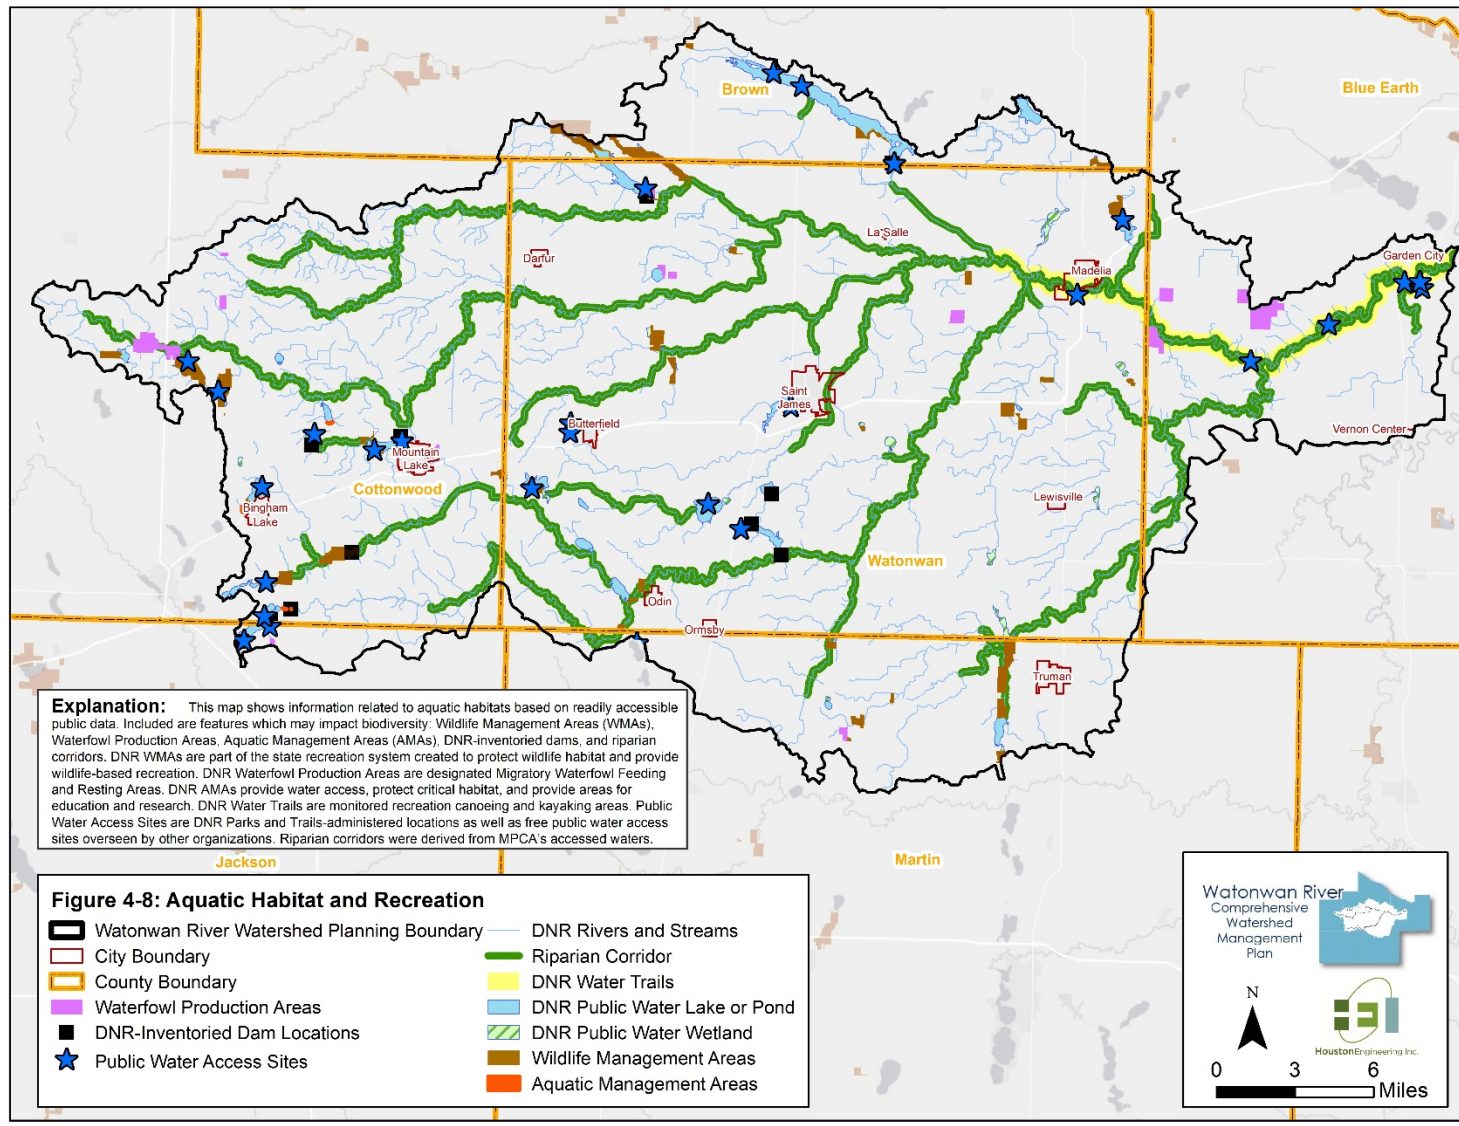 Brown
Blue Earth
La Salle
Darfur
Madelia
Garden City
Saint
James
Butterfield
Vernon Center
Mountain
Lake
Cottonwood
Bingham
Lake
Lewisville
Watonwan
Odin
Ormsby
Truman
Explanation: This map shows information related to aquatic habitats based on readily accessible
public data. Included are features which may impact biodiversity: Wildlife Management Areas (WMAs),
Waterfowl Production Areas, Aquatic Management Areas (AMAs), DNR-inventoried dams, and riparian
corridors. DNR WMAs are part of the state recreation system created to protect wildlife habitat and provide
wildlife-based recreation. DNR Waterfowl Production Areas are designated Migratory Waterfowl Feeding
and Resting Areas. DNR AMAs provide water access, protect critical habitat, and provide areas for
education and research. DNR Water Trails are monitored recreation canoeing and kayaking areas. Public
Water Access Sites are DNR Parks and Trails-administered locations as well as free public water access
sites overseen by other organizations. Riparian corridors were derived from MPCA's accessed waters.
Jackson
Martin
Figure 4-8: Aquatic Habitat and Recreation
Watonwan River Watershed Planning Boundary
City Boundary
County Boundary
Waterfowl Production Areas
DNR-Inventoried Dam Locations
Public Water Access Sites
DNR Rivers and Streams
Riparian Corridor
DNR Water Trails
DNR Public Water Lake or Pond
DNR Public Water Wetland
Wildlife Management Areas
Aquatic Management Areas
Watonwan River
Comprehensive
Watershed
Management
Plan
N
HoustonEngineering Inc.
0 3 6
Miles